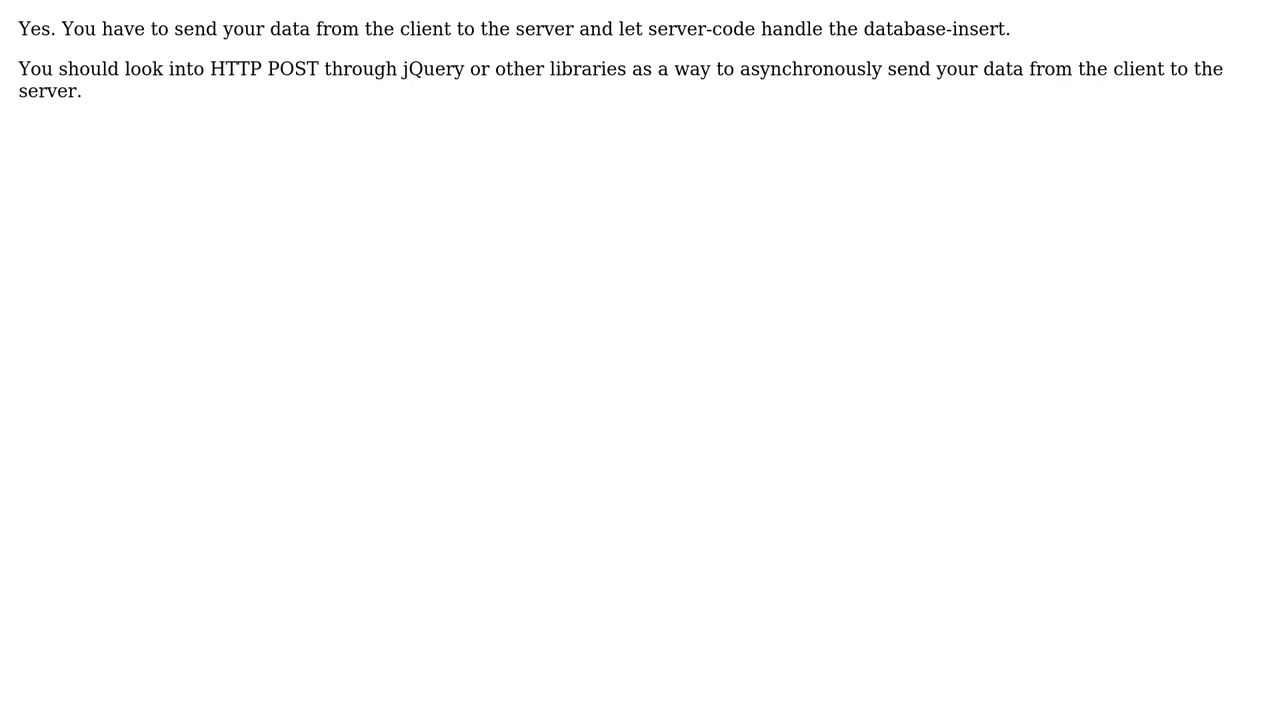 Yes. You have to send your data from the client to the server and let server-code handle the database-insert.
You should look into HTTP POST through jQuery or other libraries as a way to asynchronously send your data from the client to the
server.